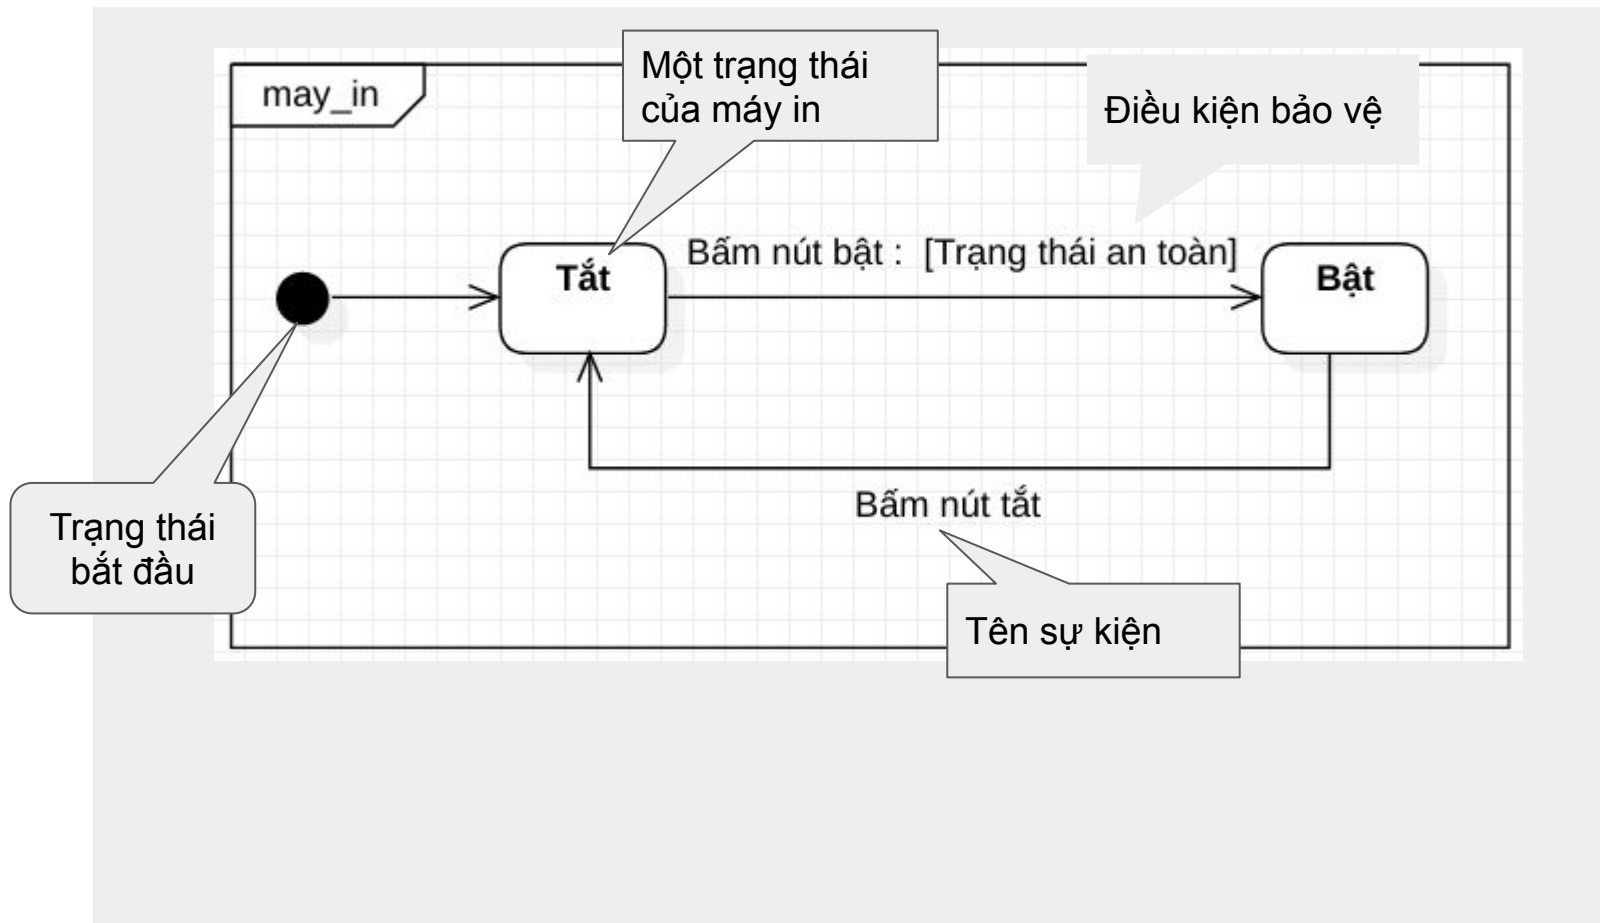 Một trạng thái
của máy in
may_in
Điều kiện bảo vệ
Bấm nút bật : [Trạng thái an toàn]
Tắt
Bật
Bấm nút tắt
Trạng thái
bắt đầu
Tên sự kiện